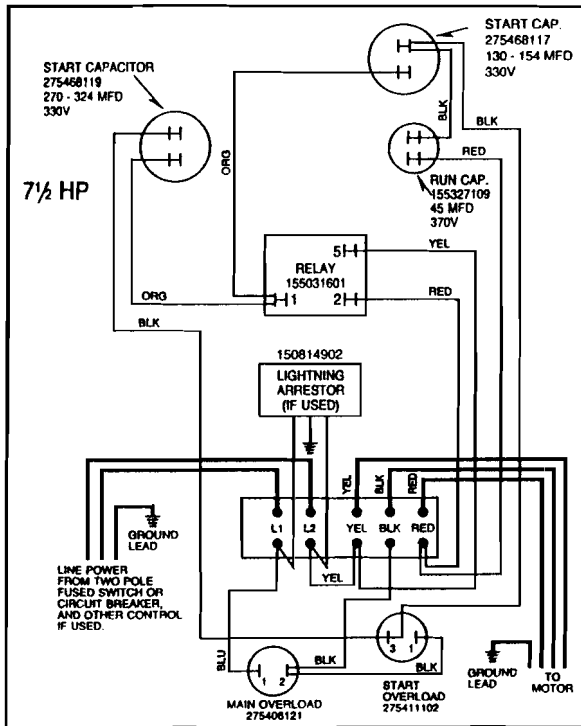 START CAP.
275468117
130 - 154 MFD
330V
START CAPACITOR
275468119
270 - 324 MFD
330V
BLK
BLK
RED
ORG
7½ HP
RUN CAP.
155327109
45 MFD
370V
5
YEL
RELAY
155031601
1
2
RED
ORG
BLK
150814902
LIGHTNING
ARRESTOR
(IF USED)
YEL
BLK
RED
L1
L2
YEL
BLK
RED
GROUND
LEAD
YEL
LINE POWER
FROM TWO POLE
FUSED SWITCH OR
CIRCUIT BREAKER,
AND OTHER CONTROL
IF USED.
BLU
3
1
BLK
BLK
1
2
START
OVERLOAD
275411102
MAIN OVERLOAD
275406121
GROUND
LEAD
TO
MOTOR